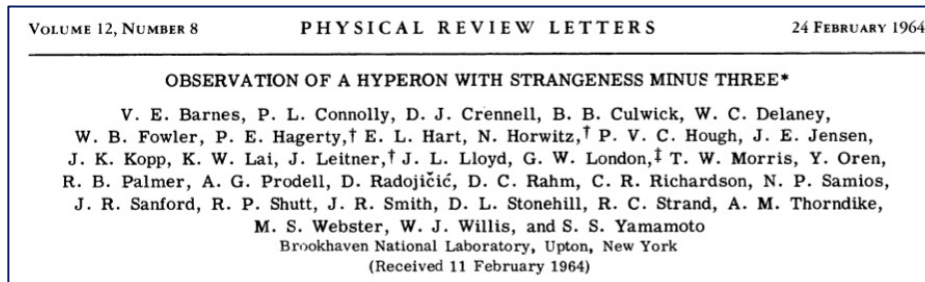 VOLUME 12, NUMBER 8 PHYSICAL REVIEW LETTERS 24 FEBRUARY 1964
OBSERVATION OF A HYPERON WITH STRANGENESS MINUS THREE*
V. E. Barnes, P. L. Connolly, D. J. Crennell, B. B. Culwick, W. C. Delaney,
W. B. Fowler, P. E. Hagerty,† E. L. Hart, N. Horwitz,† P. V. C. Hough, J. E. Jensen,
J. K. Kopp, K. W. Lai, J. Leitner,† J. L. Lloyd, G. W. London,‡ T. W. Morris, Y. Oren,
R. B. Palmer, A. G. Prodell, D. Radojičić, D. C. Rahm, C. R. Richardson, N. P. Samios,
J. R. Sanford, R. P. Shutt, J. R. Smith, D. L. Stonehill, R. C. Strand, A. M. Thorndike,
M. S. Webster, W. J. Willis, and S. S. Yamamoto
Brookhaven National Laboratory, Upton, New York
(Received 11 February 1964)